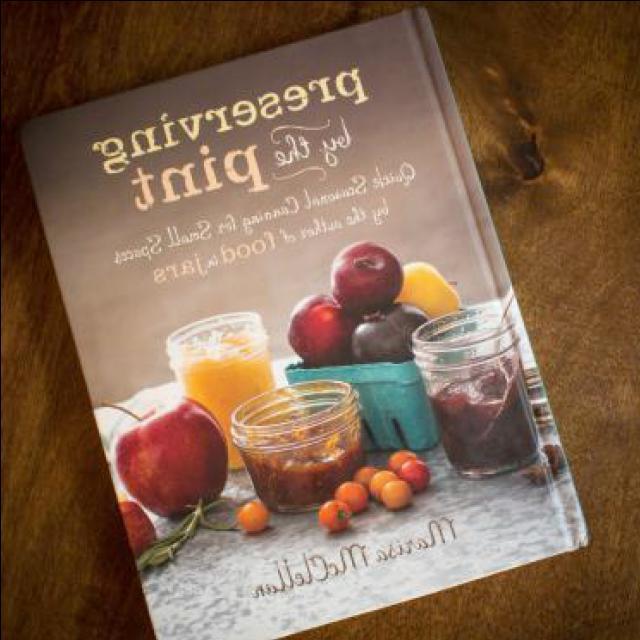 preserving
by the
pint
Quick Seasonal Canning for Small Spaces
by the author of food in jars
Marisa McClellan